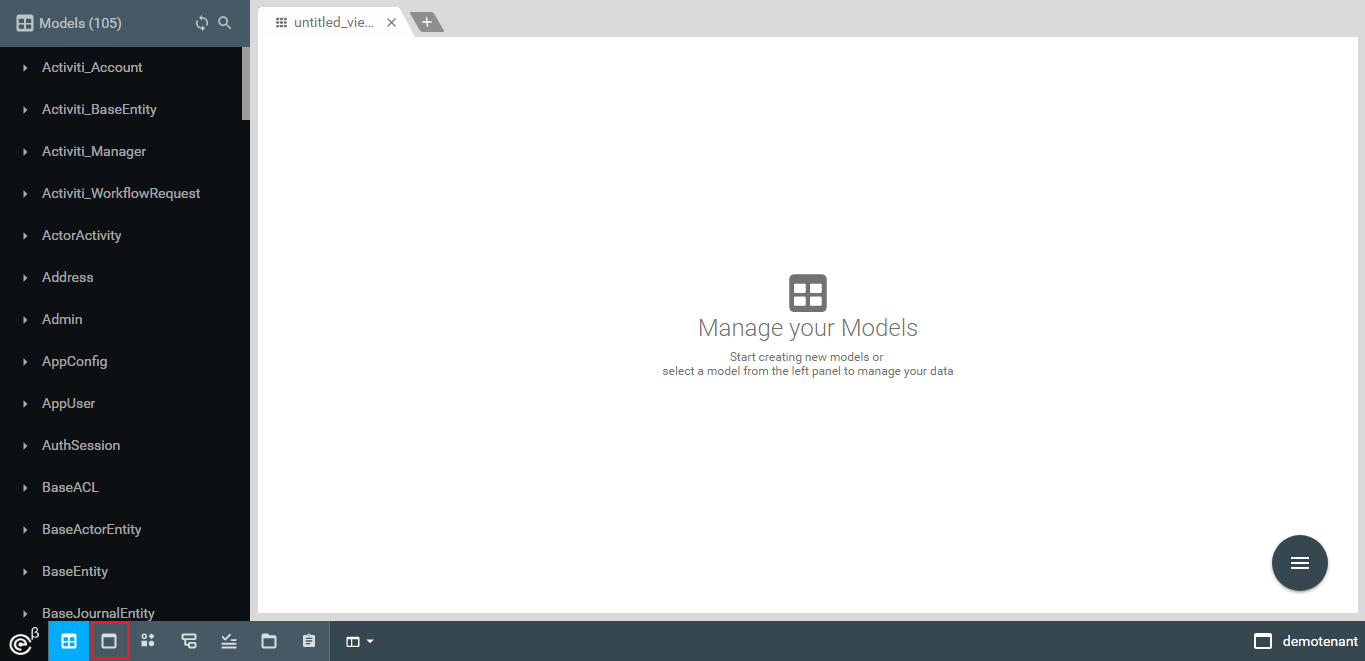 Models (105)
untitled_vie...
Activiti_Account
Activiti_BaseEntity
Activiti_Manager
Activiti_WorkflowRequest
ActorActivity
Address
Admin
AppConfig
AppUser
AuthSession
BaseACL
BaseActorEntity
BaseEntity
BaseJournalEntity
Manage your Models
Start creating new models or
select a model from the left panel to manage your data
β
demotenant